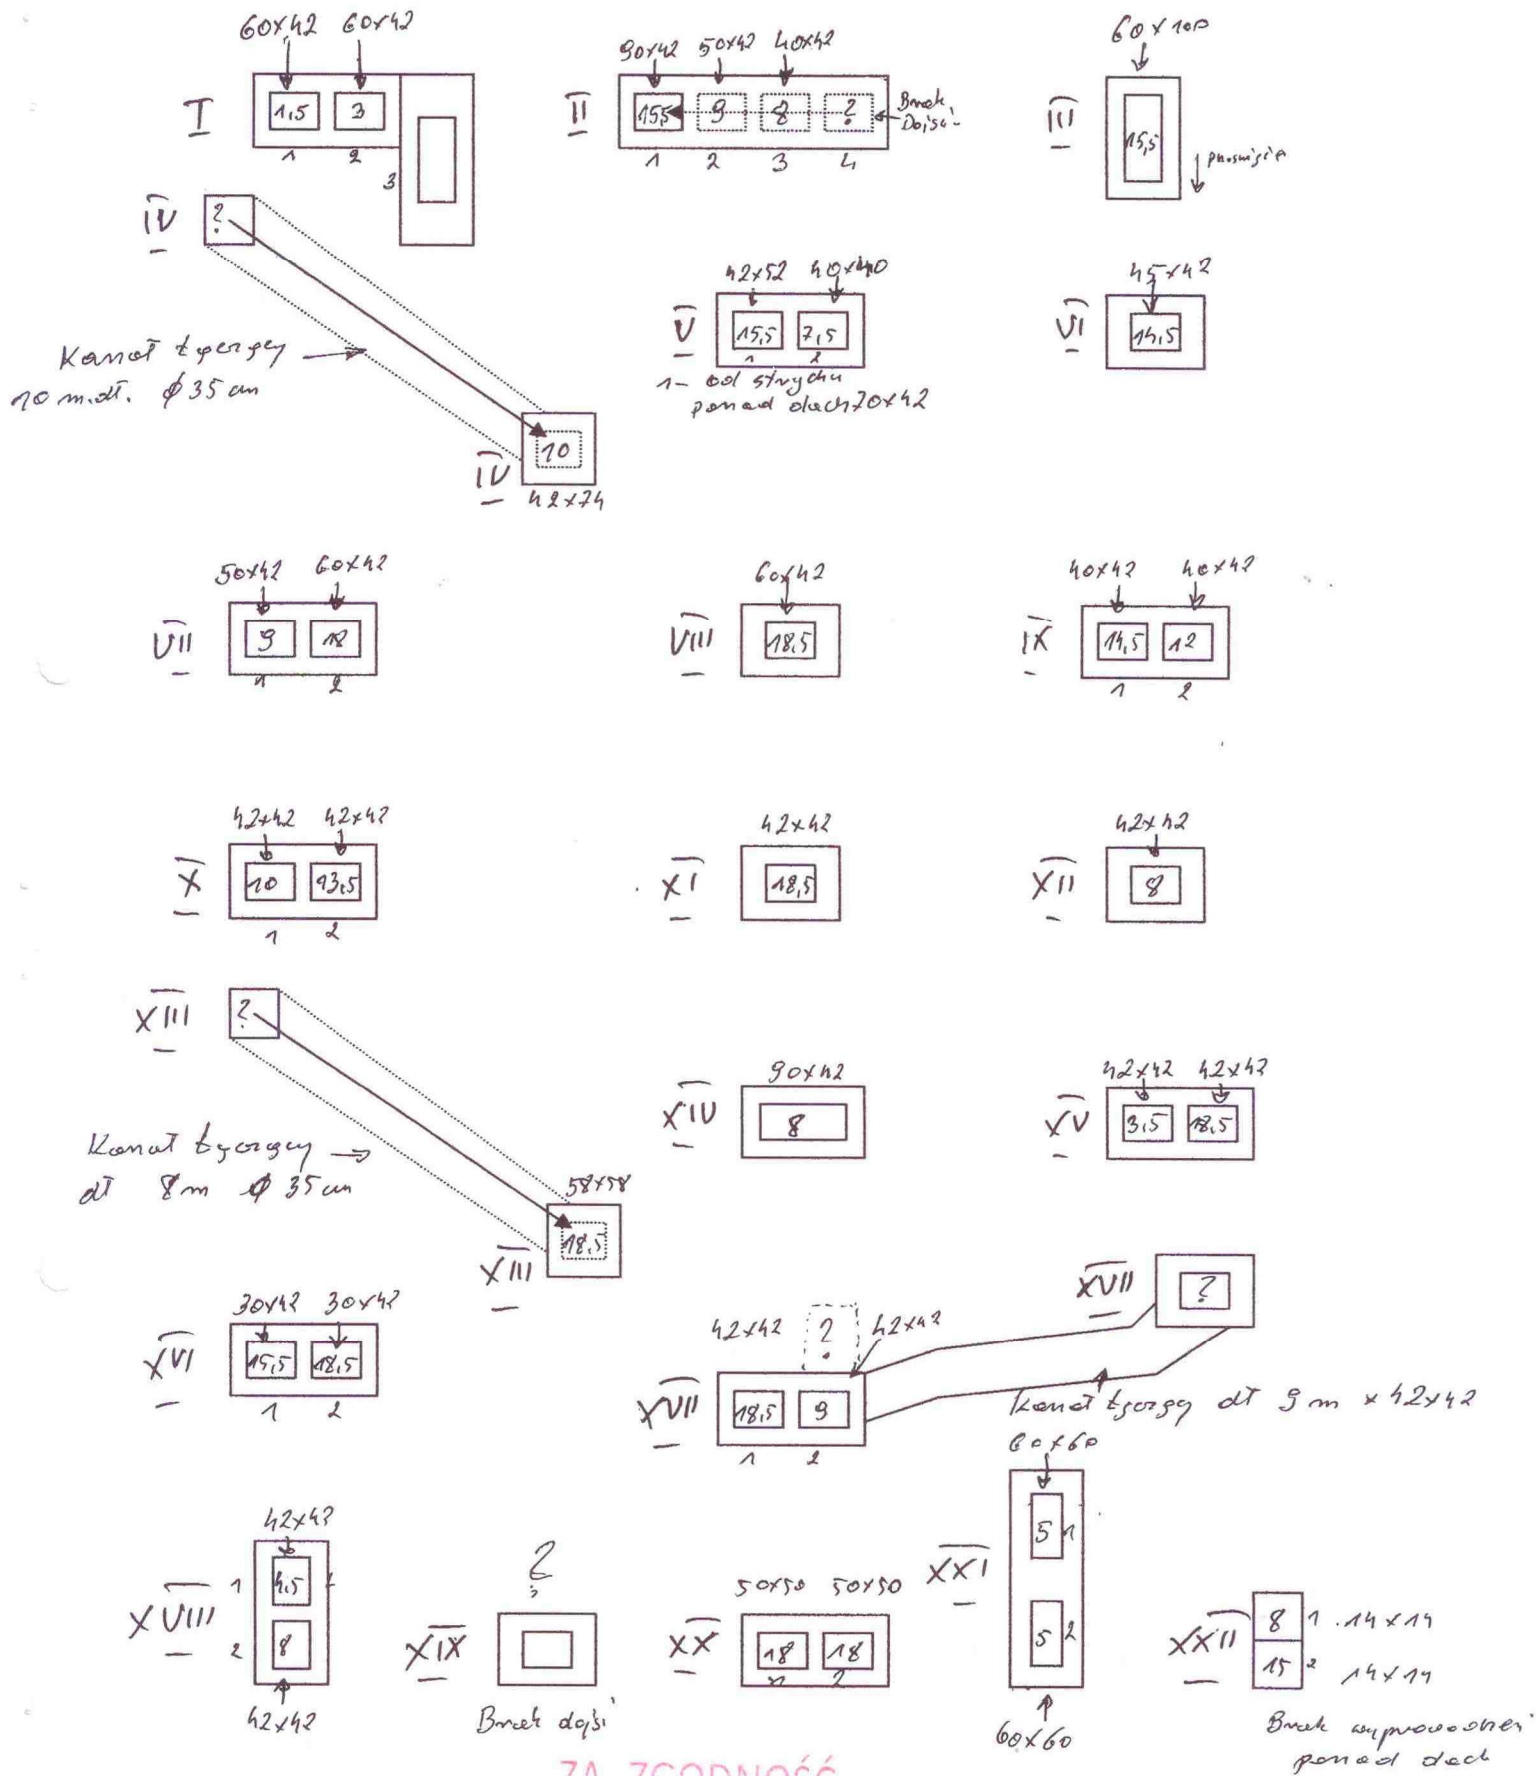 60x42 60x42
I 1,5 3
1 2
3
90x42 50x42 40x42
II 15,5 9 8 ? Brak
Dojść
1 2 3 4
60x100
III 15,5
IV ?
Kanał łączący
10 m.dł. ϕ 35 cm
10
IV
42x74
42x52 40x40
V 15,5 7,5
1 2
1- od strychu
ponad dach 70x42
45x42
VI 14,5
50x42 60x42
VII 9 18
1 2
60x42
VIII 18,5
40x42 40x42
IX 14,5 12
1 2
42x42 42x42
X 10 13,5
1 2
42x42
XI 18,5
42x42
XII 8
XIII ?
Kanał łączący
dł 8 m ϕ 35 cm
58x58
18,5
XIII
90x42
XIV 8
42x42 42x42
XV 3,5 18,5
30x42 30x42
XVI 15,5 18,5
1 2
XVII ?
42x42 ? 42x42
XVII 18,5 9
1 2
Kanał łączący dł 9 m x 42x42
42x42
XVIII 1 4,5
2 8
42x42
?
XIX
Brak dojść
50x50 50x50
XX 18 18
1 2
60x60
XXI 5 1
5 2
60x60
XXII 8 1 14x14
15 2 14x14
Brak wyprowadzeń
ponad dach
ZA ZGODNOŚĆ